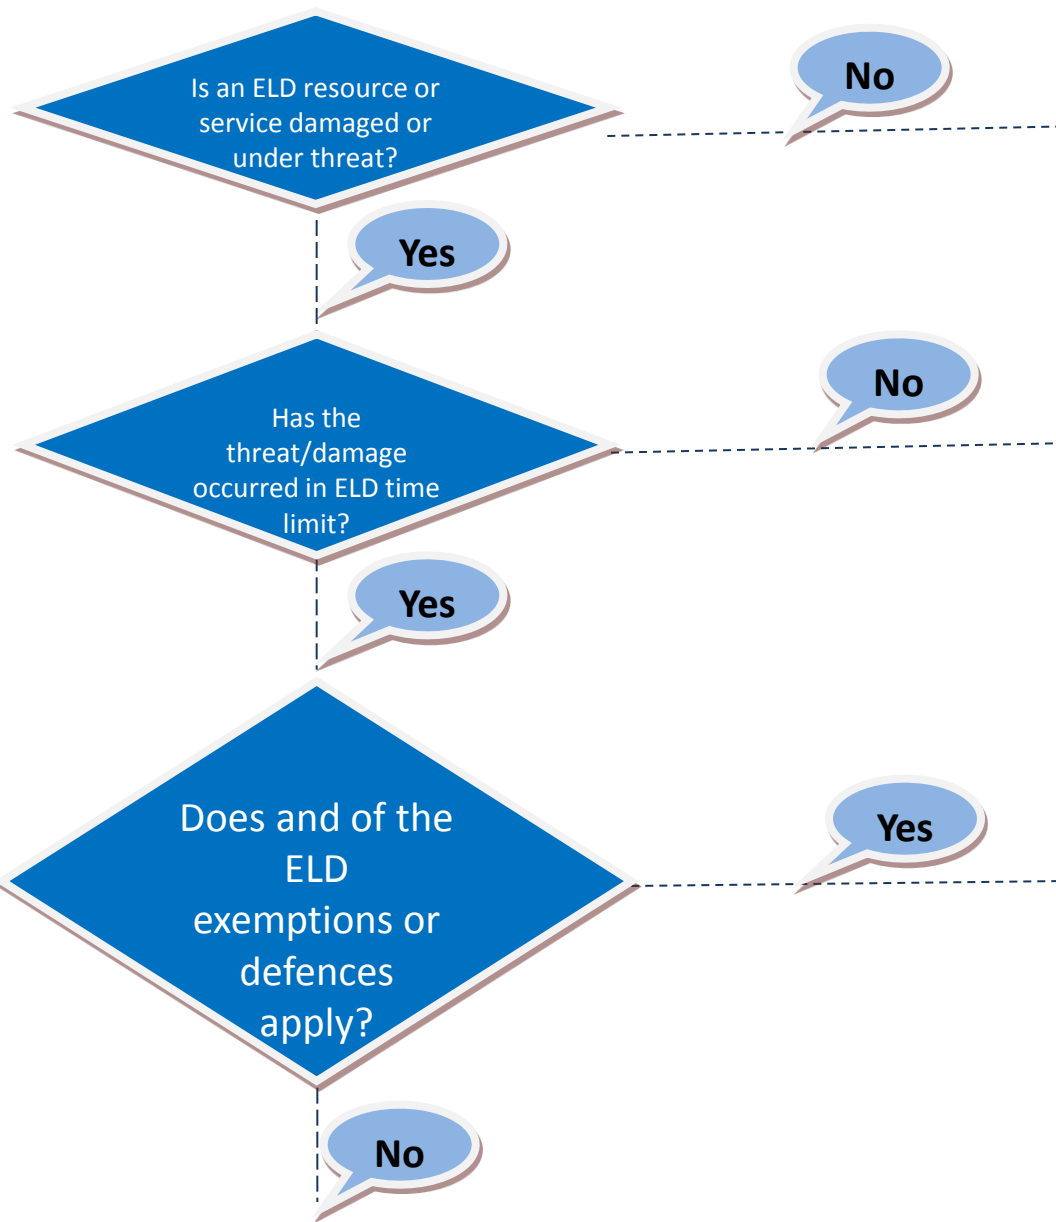 Is an ELD resource or
service damaged or
under threat?
No
Yes
Has the
threat/damage
occurred in ELD time
limit?
No
Yes
Does and of the
ELD
exemptions or
defences
apply?
Yes
No